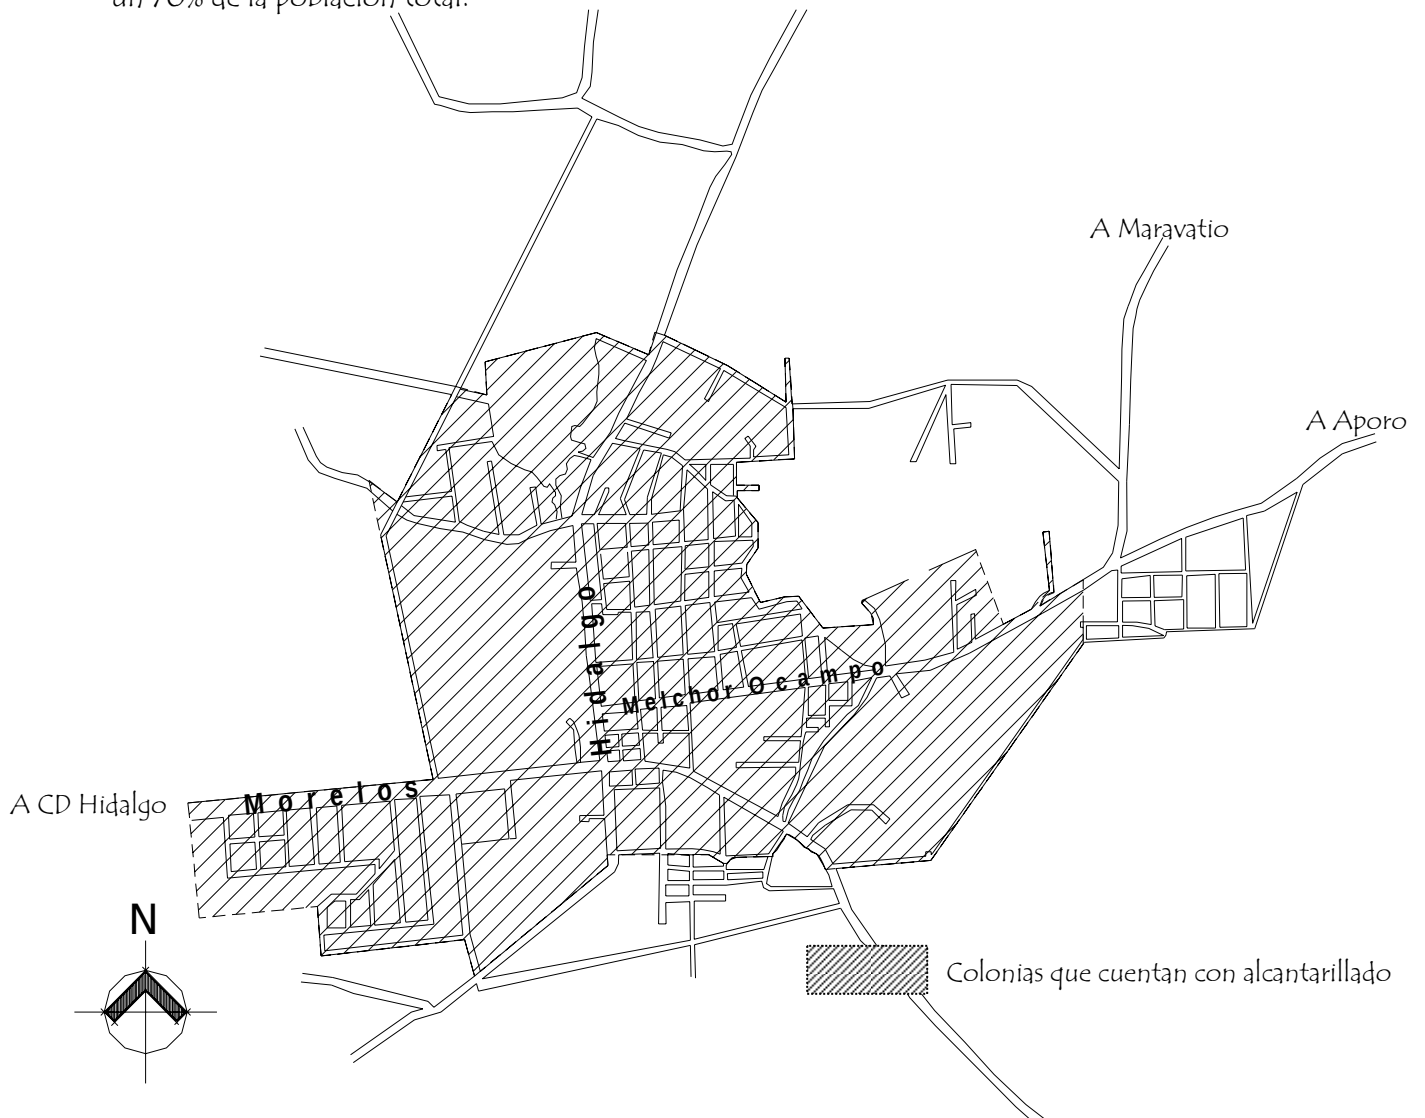 un 70% de la población total.
A Maravatio
A Aporo
Hidalgo
Melchor Ocampo
A CD Hidalgo
Morelos
N
Colonias que cuentan con alcantarillado